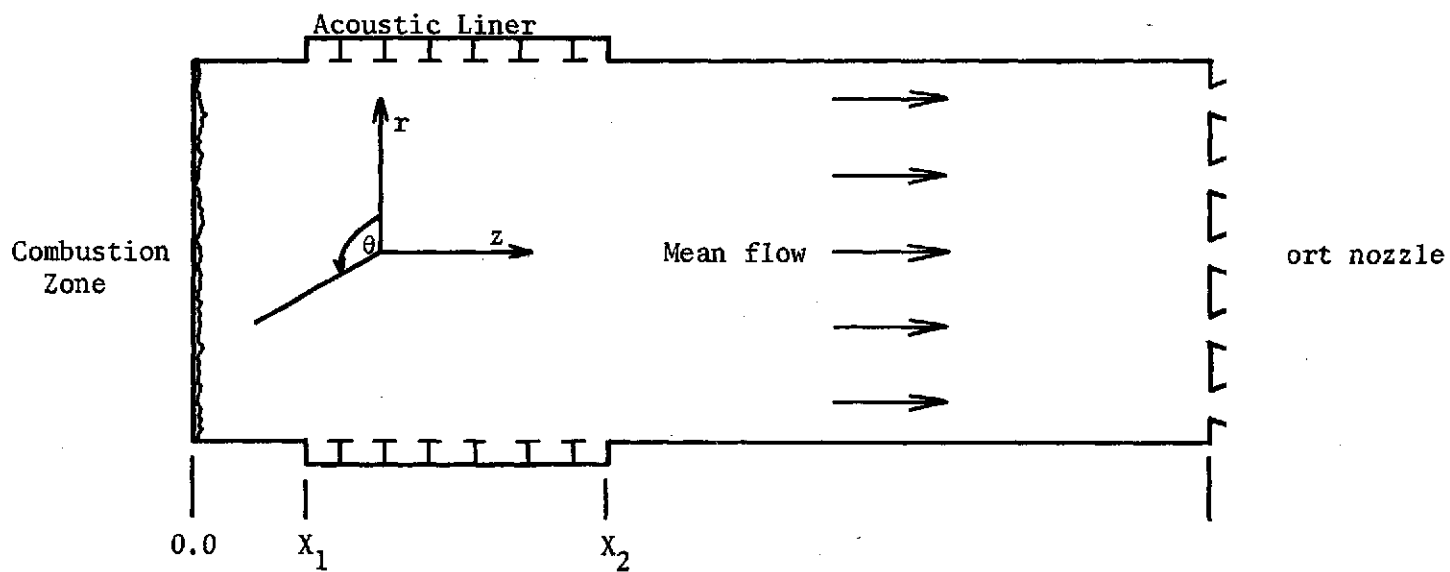 Acoustic Liner
r
θ
z
Combustion
Zone
Mean flow
ort nozzle
0.0
X1
X2